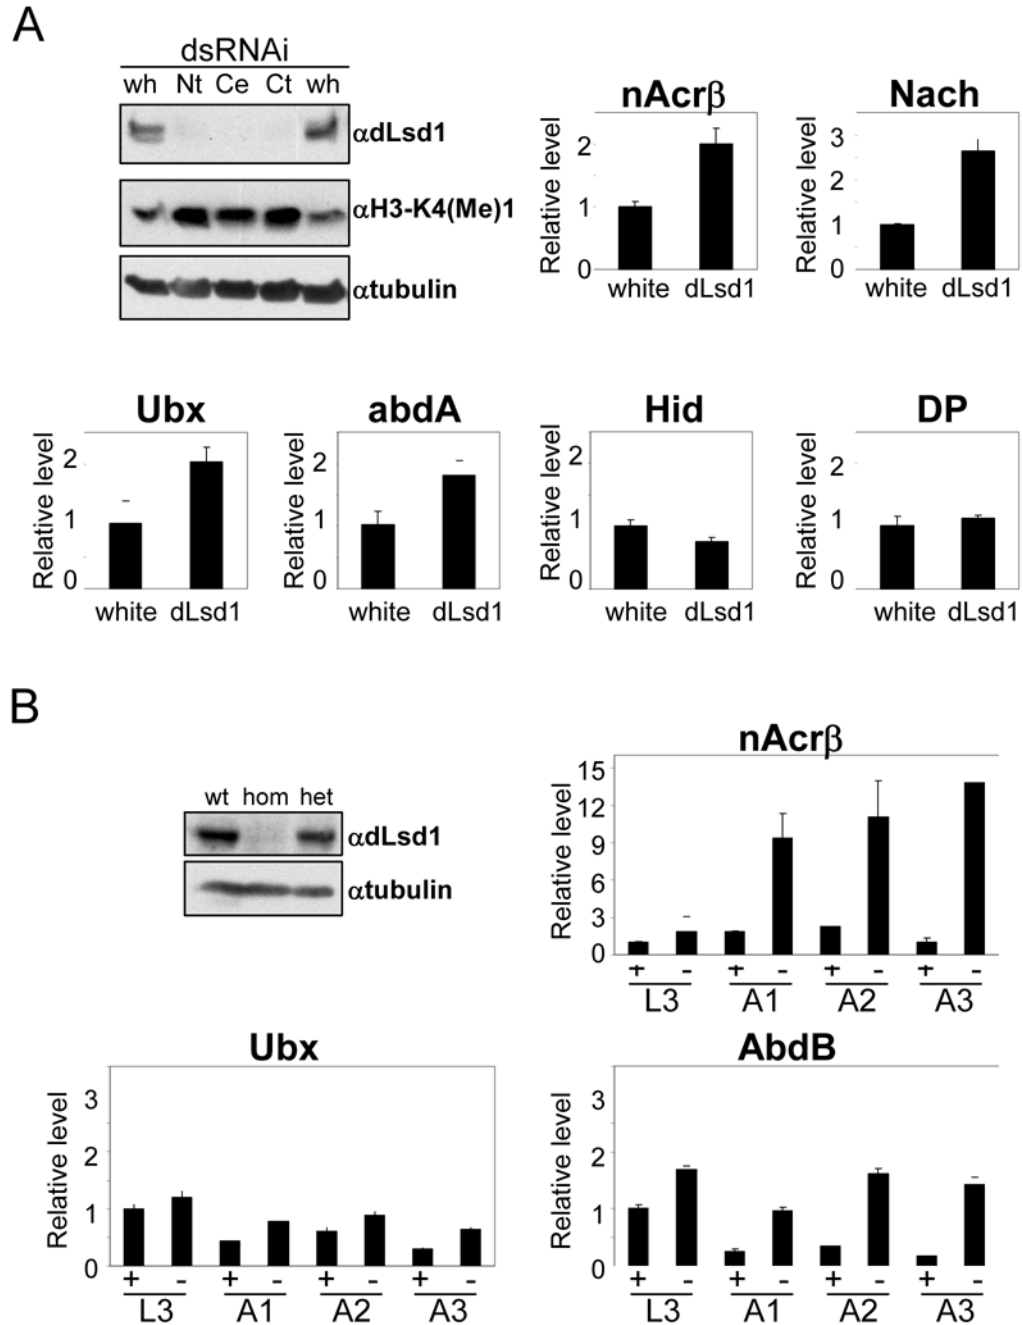 A
dsRNAi
wh Nt Ce Ct wh
αdLsd1
αH3-K4(Me)1
αtubulin
nAcrβ
Relative level
2
1
0
white dLsd1
Nach
Relative level
3
2
1
0
white dLsd1
Ubx
Relative level
2
1
0
white dLsd1
abdA
Relative level
2
1
0
white dLsd1
Hid
Relative level
2
1
0
white dLsd1
DP
Relative level
2
1
0
white dLsd1
B
wt hom het
αdLsd1
αtubulin
nAcrβ
Relative level
15
12
9
6
3
0
+ - + - + - + -
L3 A1 A2 A3
Ubx
Relative level
3
2
1
0
+ - + - + - + -
L3 A1 A2 A3
AbdB
Relative level
3
2
1
0
+ - + - + - + -
L3 A1 A2 A3